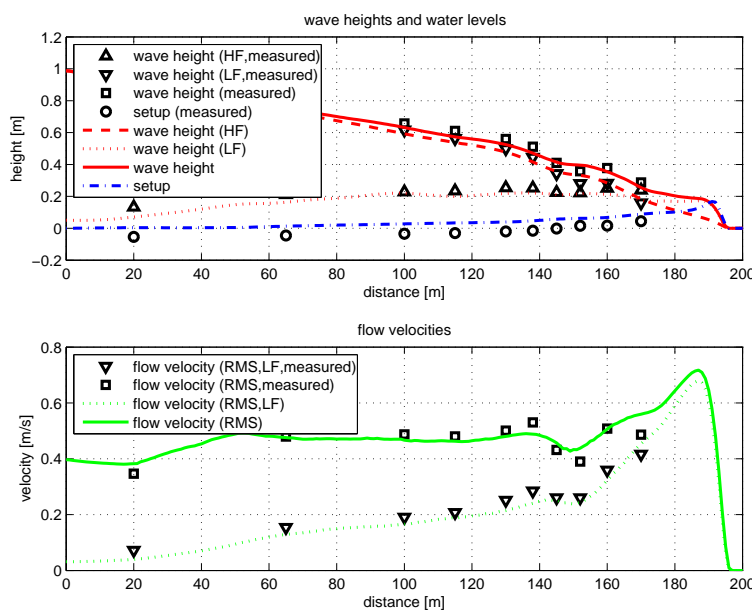 wave heights and water levels
1.2
1
0.8
0.6
0.4
0.2
0
−0.2
height [m]
wave height (HF,measured)
wave height (LF,measured)
wave height (measured)
setup (measured)
wave height (HF)
wave height (LF)
wave height
setup
0 20 40 60 80 100 120 140 160 180 200
distance [m]
flow velocities
0.8
0.6
0.4
0.2
0
velocity [m/s]
flow velocity (RMS,LF,measured)
flow velocity (RMS,measured)
flow velocity (RMS,LF)
flow velocity (RMS)
0 20 40 60 80 100 120 140 160 180 200
distance [m]